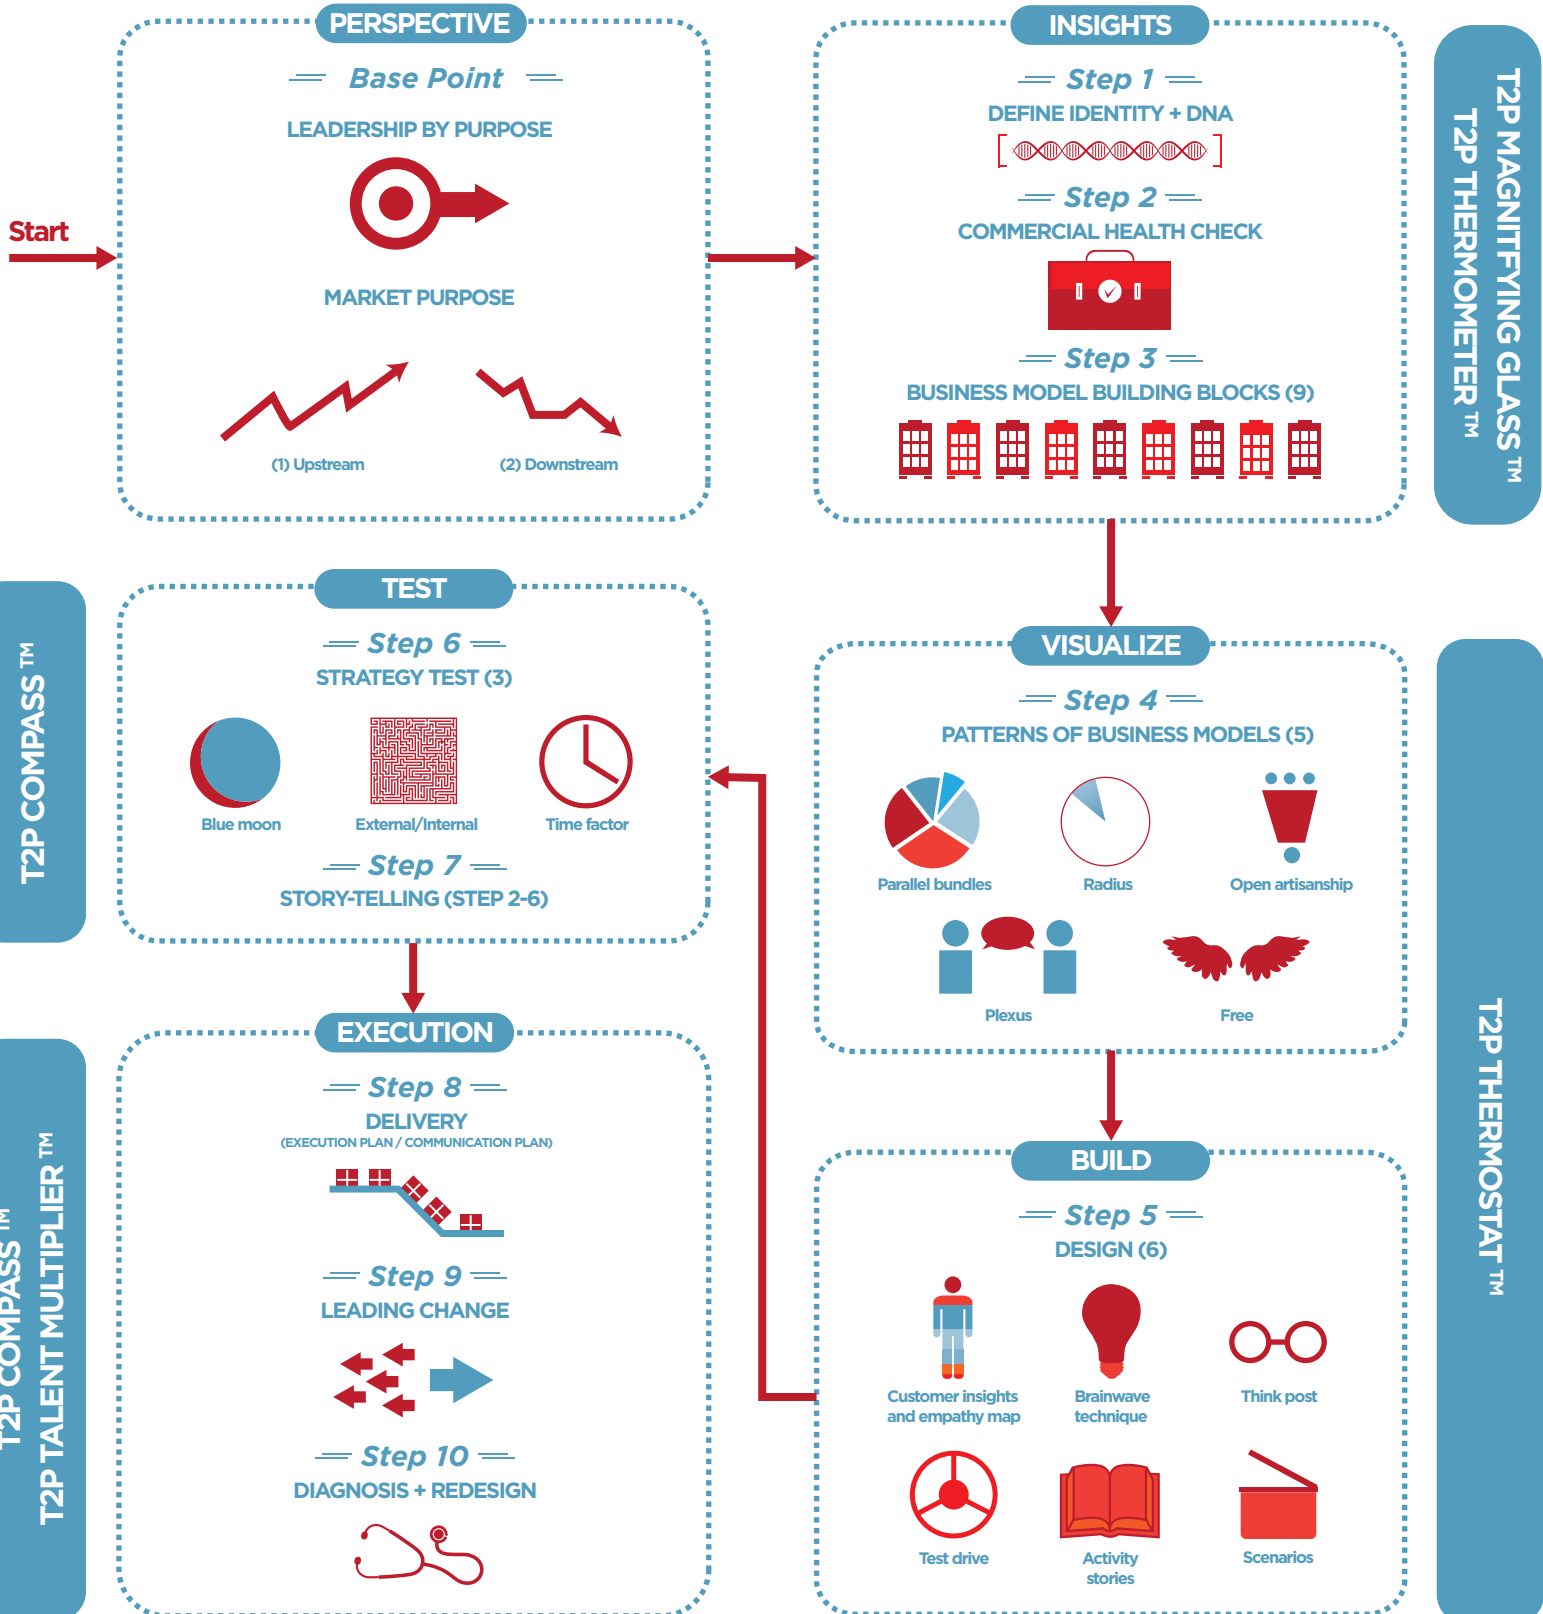 Start
PERSPECTIVE
Base Point
LEADERSHIP BY PURPOSE
MARKET PURPOSE
(1) Upstream
(2) Downstream
INSIGHTS
Step 1
DEFINE IDENTITY + DNA
Step 2
COMMERCIAL HEALTH CHECK
Step 3
BUSINESS MODEL BUILDING BLOCKS (9)
T2P MAGNITFYING GLASS ™
T2P THERMOMETER ™
VISUALIZE
Step 4
PATTERNS OF BUSINESS MODELS (5)
Parallel bundles
Radius
Open artisanship
Plexus
Free
BUILD
Step 5
DESIGN (6)
Customer insights
and empathy map
Brainwave
technique
Think post
Test drive
Activity
stories
Scenarios
T2P THERMOSTAT ™
TEST
Step 6
STRATEGY TEST (3)
Blue moon
External/Internal
Time factor
Step 7
STORY-TELLING (STEP 2-6)
T2P COMPASS ™
EXECUTION
Step 8
DELIVERY
(EXECUTION PLAN / COMMUNICATION PLAN)
Step 9
LEADING CHANGE
Step 10
DIAGNOSIS + REDESIGN
T2P COMPASS ™
T2P TALENT MULTIPLIER ™